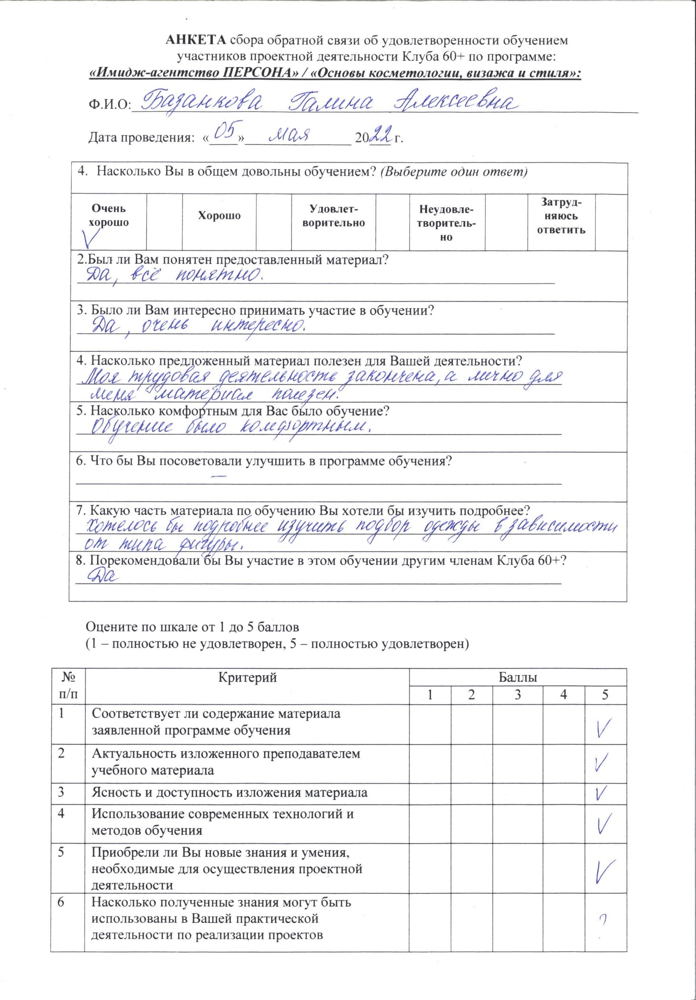 АНКЕТА сбора обратной связи об удовлетворенности обучением
участников проектной деятельности Клуба 60+ по программе:
«Имидж-агентство ПЕРСОНА» / «Основы косметологии, визажа и стиля»:
Ф.И.О: Базанкова Галина Алексеевна
Дата проведения: «05» мая 2022 г.
4. Насколько Вы в общем довольны обучением? (Выберите один ответ)
Очень хорошо V Хорошо Удовлет-ворительно Неудовле-творитель-но Затруд-няюсь ответить
2.Был ли Вам понятен предоставленный материал?
Да, всё понятно.
3. Было ли Вам интересно принимать участие в обучении?
Да, очень интересно.
4. Насколько предложенный материал полезен для Вашей деятельности?
Моя трудовая деятельность закончена, а лично для
меня материал полезен.
5. Насколько комфортным для Вас было обучение?
Обучение было комфортным.
6. Что бы Вы посоветовали улучшить в программе обучения?
—
7. Какую часть материала по обучению Вы хотели бы изучить подробнее?
Хотелось бы подробнее изучить подбор одежды в зависимости
от типа фигуры.
8. Порекомендовали бы Вы участие в этом обучении другим членам Клуба 60+?
Да
Оцените по шкале от 1 до 5 баллов
(1 – полностью не удовлетворен, 5 – полностью удовлетворен)
№ Критерий Баллы
п/п 1 2 3 4 5
1 Соответствует ли содержание материала
заявленной программе обучения V
2 Актуальность изложенного преподавателем
учебного материала V
3 Ясность и доступность изложения материала V
4 Использование современных технологий и
методов обучения V
5 Приобрели ли Вы новые знания и умения,
необходимые для осуществления проектной V
деятельности
6 Насколько полученные знания могут быть
использованы в Вашей практической ?
деятельности по реализации проектов